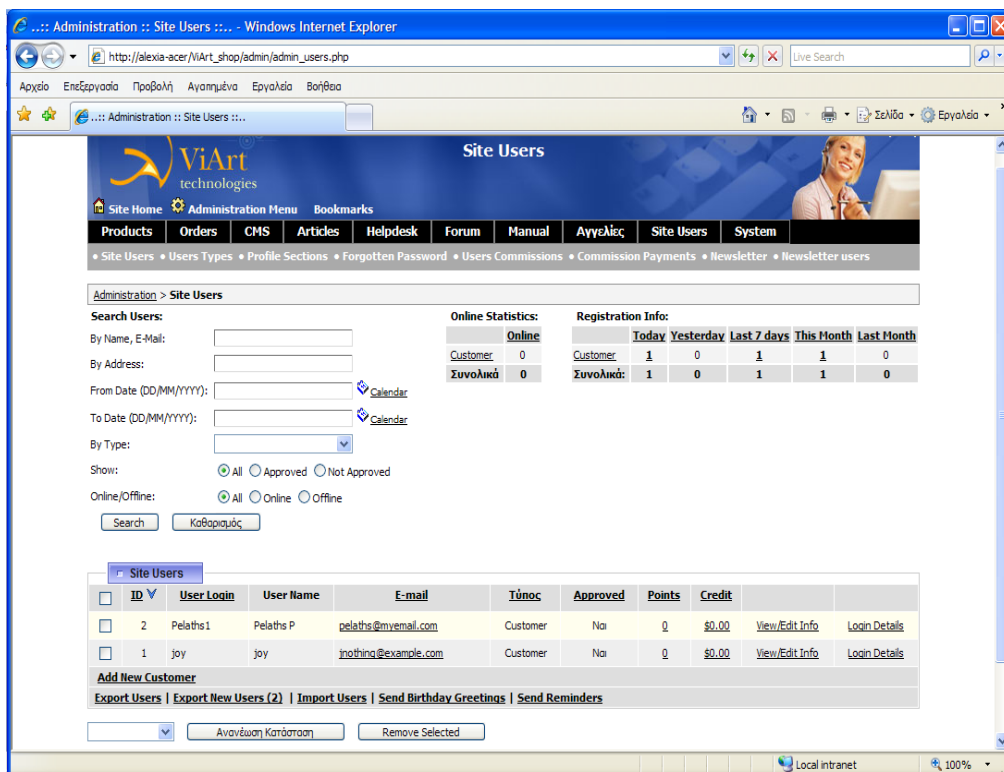 ..:: Administration :: Site Users ::... - Windows Internet Explorer
http://alexia-acer/ViArt_shop/admin/admin_users.php
Live Search
Αρχείο Επεξεργασία Προβολή Αγαπημένα Εργαλεία Βοήθεια
..:: Administration :: Site Users ::..
Σελίδα
Εργαλεία
ViArt
technologies
Site Users
Site Home Administration Menu Bookmarks
Products Orders CMS Articles Helpdesk Forum Manual Αγγελίες Site Users System
• Site Users • Users Types • Profile Sections • Forgotten Password • Users Commissions • Commission Payments • Newsletter • Newsletter users
Administration > Site Users
Search Users: Online Statistics: Registration Info:
By Name, E-Mail: Online Today Yesterday Last 7 days This Month Last Month
By Address: Customer 0 Customer 1 0 1 1 0
Συνολικά 0 Συνολικά: 1 0 1 1 0
From Date (DD/MM/YYYY): Calendar
To Date (DD/MM/YYYY): Calendar
By Type:
Show: All Approved Not Approved
Online/Offline: All Online Offline
Search Καθαρισμός
Site Users
ID User Login User Name E-mail Τύπος Approved Points Credit
2 Pelaths1 Pelaths P pelaths@myemail.com Customer Ναι 0 $0.00 View/Edit Info Login Details
1 joy joy jnothing@example.com Customer Ναι 0 $0.00 View/Edit Info Login Details
Add New Customer
Export Users | Export New Users (2) | Import Users | Send Birthday Greetings | Send Reminders
Ανανέωση Κατάσταση Remove Selected
Local intranet 100%